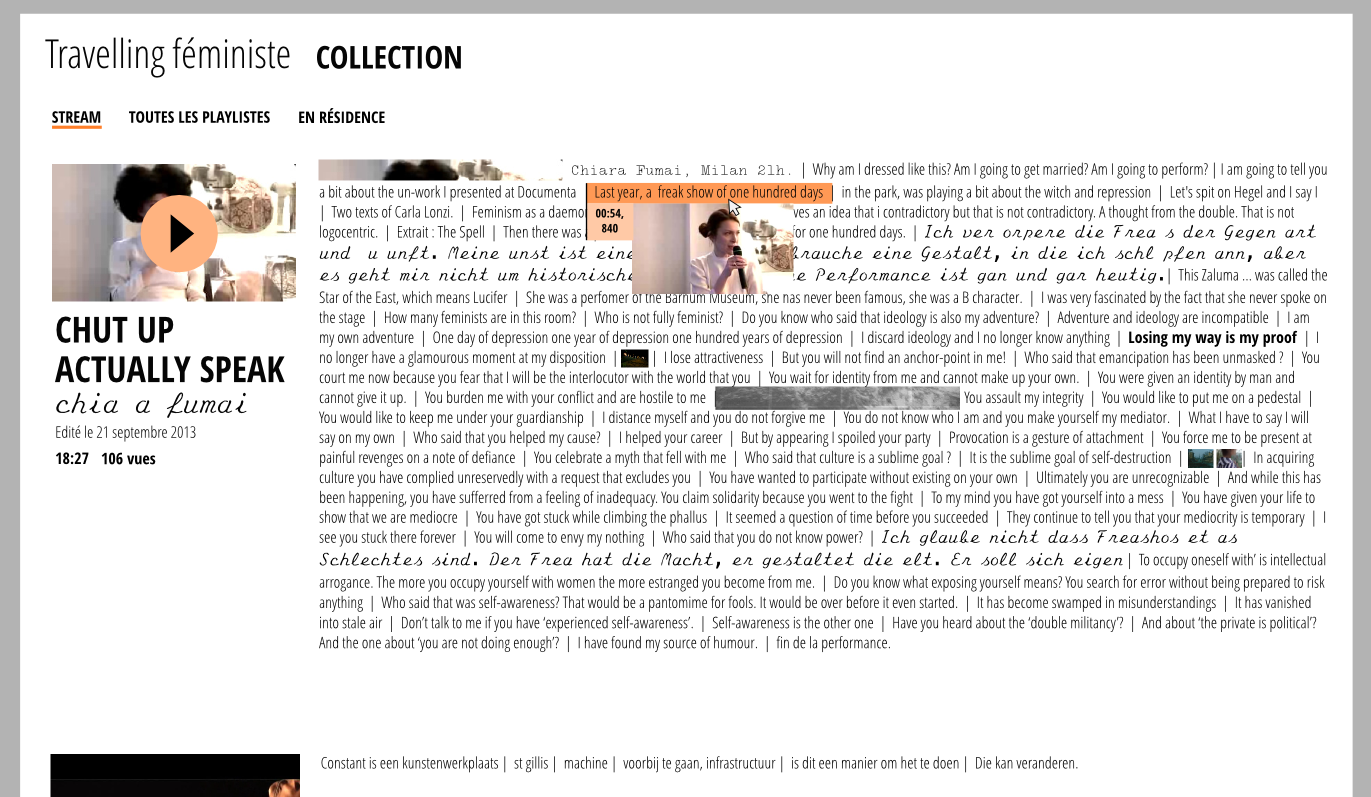 Travelling féministe COLLECTION
STREAM TOUTES LES PLAYLISTES EN RÉSIDENCE
CHUT UP
ACTUALLY SPEAK
chia a fumai
Edité le 21 septembre 2013
18:27 106 vues
Chiara Fumai, Milan 21h. | Why am I dressed like this? Am I going to get married? Am I going to perform? | I am going to tell you
a bit about the un-work I presented at Documenta | Last year, a freak show of one hundred days | in the park, was playing a bit about the witch and repression | Let's spit on Hegel and I say I
| Two texts of Carla Lonzi. | Feminism as a daemo 00:54, 840 ves an idea that i contradictory but that is not contradictory. A thought from the double. That is not
logocentric. | Extrait : The Spell | Then there was for one hundred days. | Ich ver orpere die Frea s der Gegen art
und u unft. Meine unst ist eine brauche eine Gestalt, in die ich schl pfen ann, aber
es geht mir nicht um historische e Performance ist gan und gar heutig. | This Zaluma ... was called the
Star of the East, which means Lucifer | She was a perfomer of the Barnum Museum, she has never been famous, she was a B character. | I was very fascinated by the fact that she never spoke on
the stage | How many feminists are in this room? | Who is not fully feminist? | Do you know who said that ideology is also my adventure? | Adventure and ideology are incompatible | I am
my own adventure | One day of depression one year of depression one hundred years of depression | I discard ideology and I no longer know anything | Losing my way is my proof | I
no longer have a glamourous moment at my disposition | | I lose attractiveness | But you will not find an anchor-point in me! | Who said that emancipation has been unmasked ? | You
court me now because you fear that I will be the interlocutor with the world that you | You wait for identity from me and cannot make up your own. | You were given an identity by man and
cannot give it up. | You burden me with your conflict and are hostile to me | You assault my integrity | You would like to put me on a pedestal |
You would like to keep me under your guardianship | I distance myself and you do not forgive me | You do not know who I am and you make yourself my mediator. | What I have to say I will
say on my own | Who said that you helped my cause? | I helped your career | But by appearing I spoiled your party | Provocation is a gesture of attachment | You force me to be present at
painful revenges on a note of defiance | You celebrate a myth that fell with me | Who said that culture is a sublime goal ? | It is the sublime goal of self-destruction | | In acquiring
culture you have complied unreservedly with a request that excludes you | You have wanted to participate without existing on your own | Ultimately you are unrecognizable | And while this has
been happening, you have sufferred from a feeling of inadequacy. You claim solidarity because you went to the fight | To my mind you have got yourself into a mess | You have given your life to
show that we are mediocre | You have got stuck while climbing the phallus | It seemed a question of time before you succeeded | They continue to tell you that your mediocrity is temporary | I
see you stuck there forever | You will come to envy my nothing | Who said that you do not know power? | Ich glaube nicht dass Freashos et as
Schlechtes sind. Der Frea hat die Macht, er gestaltet die elt. Er soll sich eigen | To occupy oneself with' is intellectual
arrogance. The more you occupy yourself with women the more estranged you become from me. | Do you know what exposing yourself means? You search for error without being prepared to risk
anything | Who said that was self-awareness? That would be a pantomime for fools. It would be over before it even started. | It has become swamped in misunderstandings | It has vanished
into stale air | Don't talk to me if you have 'experienced self-awareness'. | Self-awareness is the other one | Have you heard about the 'double militancy'? | And about 'the private is political'?
And the one about 'you are not doing enough'? | I have found my source of humour. | fin de la performance.
Constant is een kunstenwerkplaats | st gillis | machine | voorbij te gaan, infrastructuur | is dit een manier om het te doen | Die kan veranderen.